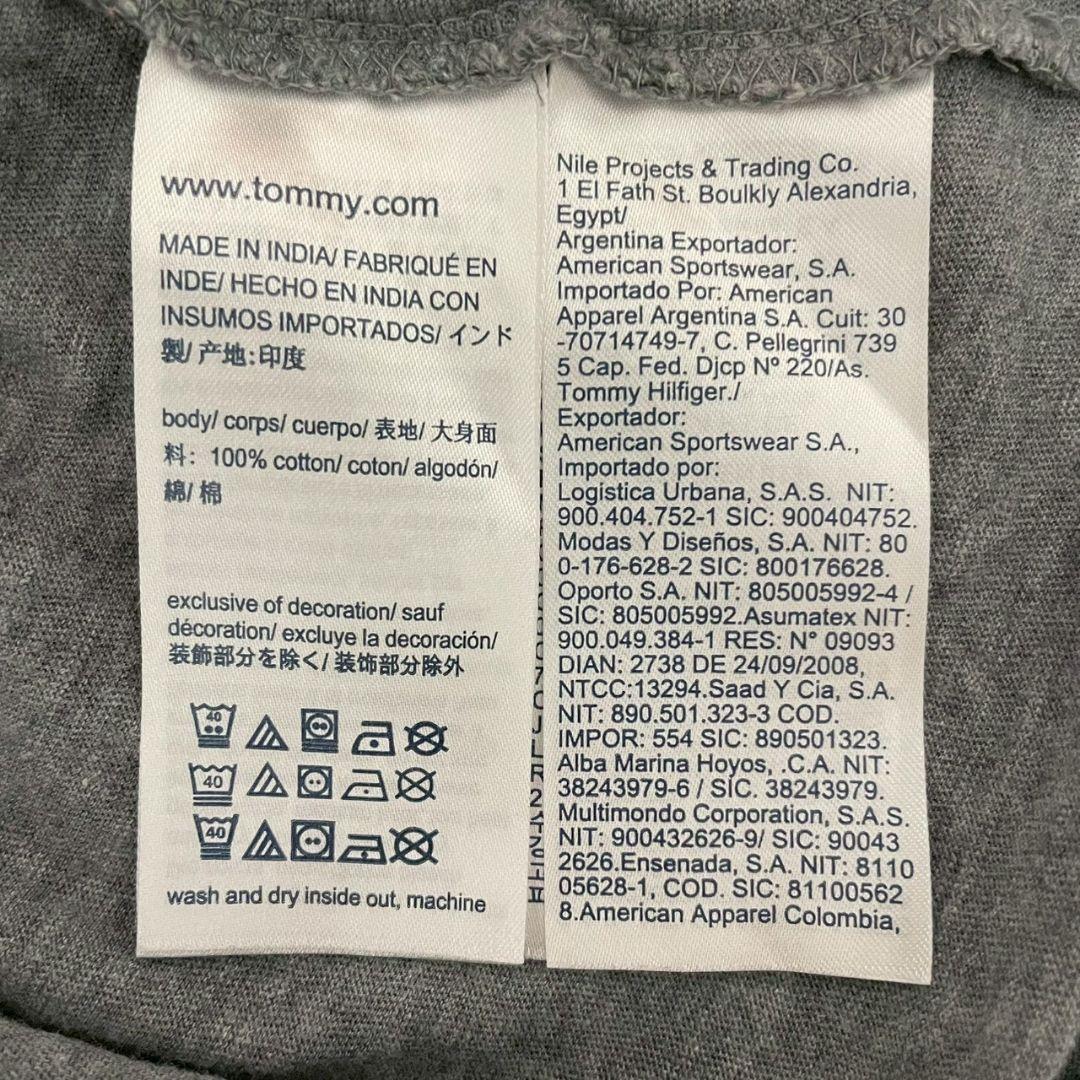 www.tommy.com
MADE IN INDIA/ FABRIQUÉ EN
INDE/ HECHO EN INDIA CON
INSUMOS IMPORTADOS/ インド
製/ 产地:印度
body/ corps/ cuerpo/ 表地/ 大身面
料: 100% cotton/ coton/ algodón/
綿/ 棉
exclusive of decoration/ sauf
décoration/ excluye la decoración/
装飾部分を除く/ 装饰部分除外
40
40
40
wash and dry inside out, machine
Nile Projects & Trading Co.
1 El Fath St. Boulkly Alexandria,
Egypt/
Argentina Exportador:
American Sportswear, S.A.
Importado Por: American
Apparel Argentina S.A. Cuit: 30
-70714749-7, C. Pellegrini 739
5 Cap. Fed. Djcp Nº 220/As.
Tommy Hilfiger./
Exportador:
American Sportswear S.A.,
Importado por:
Logística Urbana, S.A.S. NIT:
900.404.752-1 SIC: 900404752.
Modas Y Diseños, S.A. NIT: 80
0-176-628-2 SIC: 800176628.
Oporto S.A. NIT: 805005992-4 /
SIC: 805005992.Asumatex NIT:
900.049.384-1 RES: N° 09093
DIAN: 2738 DE 24/09/2008,
NTCC:13294.Saad Y Cia, S.A.
NIT: 890.501.323-3 COD.
IMPOR: 554 SIC: 890501323.
Alba Marina Hoyos, .C.A. NIT:
38243979-6 / SIC. 38243979.
Multimondo Corporation, S.A.S.
NIT: 900432626-9/ SIC: 90043
2626.Ensenada, S.A. NIT: 8110
05628-1, COD. SIC: 81100562
8.American Apparel Colombia,